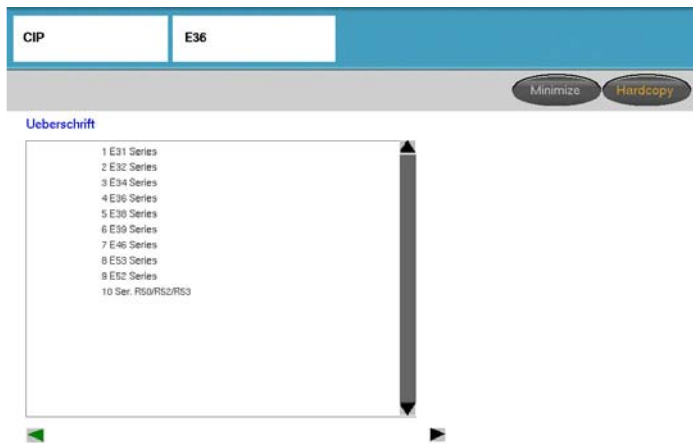 CIP
E36
Minimize
Hardcopy
Ueberschrift
1 E31 Series
2 E32 Series
3 E34 Series
4 E36 Series
5 E38 Series
6 E39 Series
7 E46 Series
8 E53 Series
9 E52 Series
10 Ser. R50/R52/R53